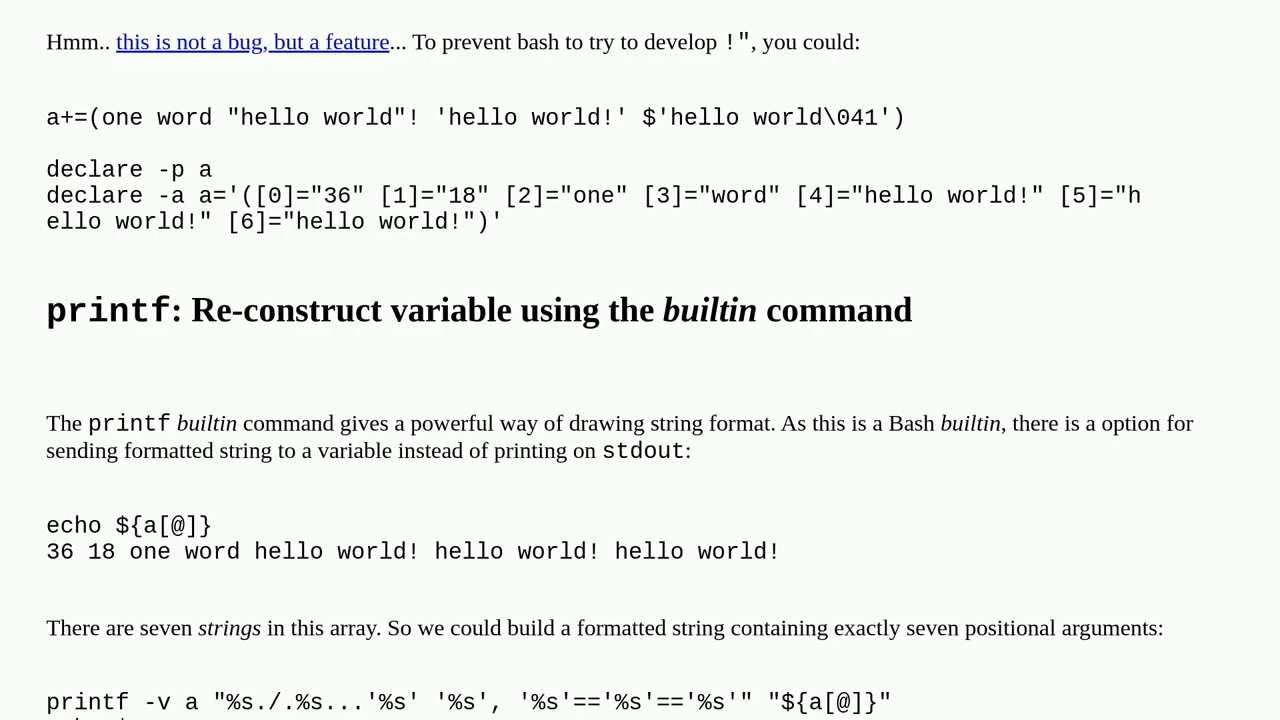 Hmm.. this is not a bug, but a feature... To prevent bash to try to develop !", you could:
a+=(one word "hello world"! 'hello world!' $'hello world\041')
declare -p a
declare -a a='([0]="36" [1]="18" [2]="one" [3]="word" [4]="hello world!" [5]="h
ello world!" [6]="hello world!")'
printf: Re-construct variable using the builtin command
The printf builtin command gives a powerful way of drawing string format. As this is a Bash builtin, there is a option for
sending formatted string to a variable instead of printing on stdout:
echo ${a[@]}
36 18 one word hello world! hello world! hello world!
There are seven strings in this array. So we could build a formatted string containing exactly seven positional arguments:
printf -v a "%s./.%s...'%s' '%s', '%s'=='%s'=='%s'" "${a[@]}"